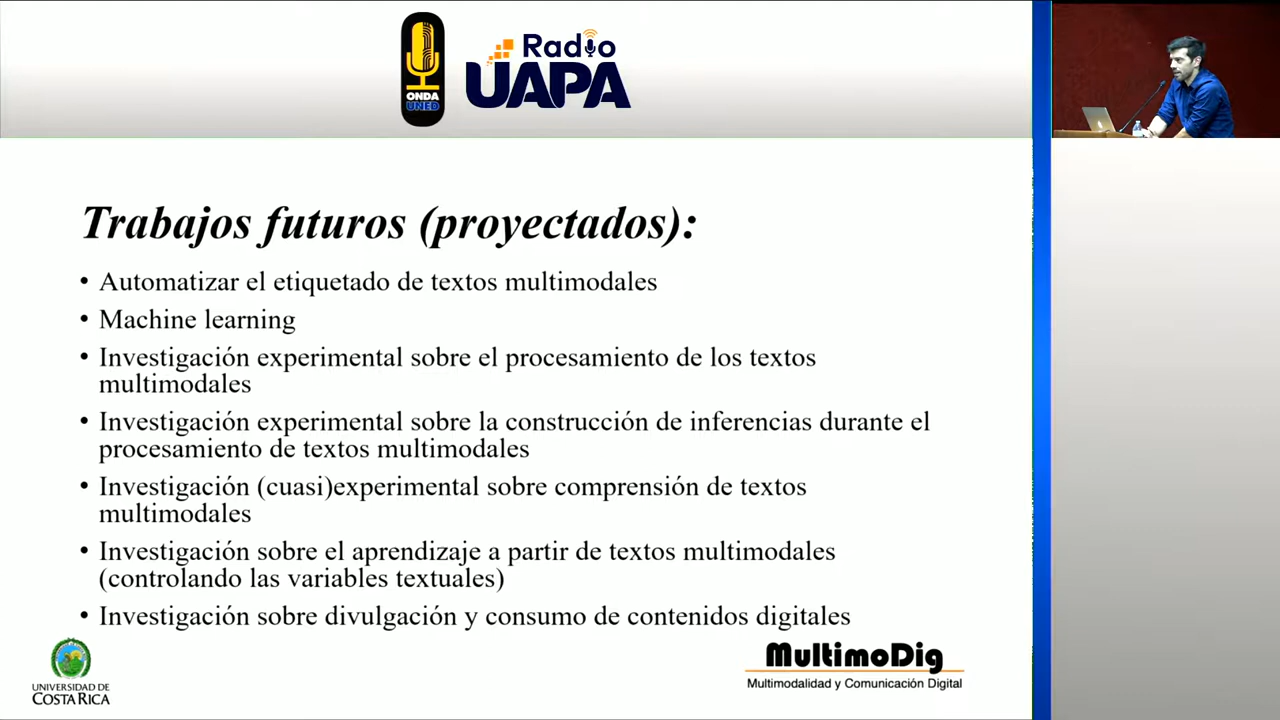 ONDA
UNED
Radio
UAPA
Trabajos futuros (proyectados):
• Automatizar el etiquetado de textos multimodales
• Machine learning
• Investigación experimental sobre el procesamiento de los textos
multimodales
• Investigación experimental sobre la construcción de inferencias durante el
procesamiento de textos multimodales
• Investigación (cuasi)experimental sobre comprensión de textos
multimodales
• Investigación sobre el aprendizaje a partir de textos multimodales
(controlando las variables textuales)
• Investigación sobre divulgación y consumo de contenidos digitales
UNIVERSIDAD DE
COSTA RICA
MultimoDig
Multimodalidad y Comunicación Digital